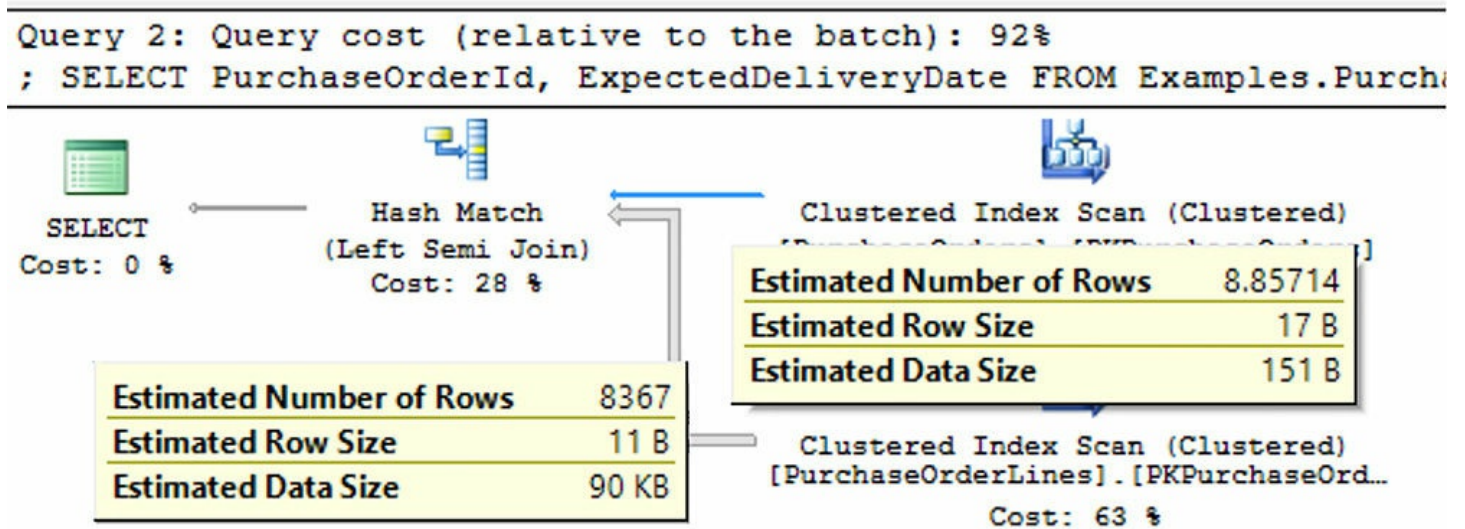 Query 2: Query cost (relative to the batch): 92%
; SELECT PurchaseOrderId, ExpectedDeliveryDate FROM Examples.Purcha
SELECT
Cost: 0 %
Hash Match
(Left Semi Join)
Cost: 28 %
Clustered Index Scan (Clustered)
[PurchaseOrders].[PKPurchaseOrders]
Estimated Number of Rows 8.85714
Estimated Row Size 17 B
Estimated Data Size 151 B
Estimated Number of Rows 8367
Estimated Row Size 11 B
Estimated Data Size 90 KB
Clustered Index Scan (Clustered)
[PurchaseOrderLines].[PKPurchaseOrd…
Cost: 63 %